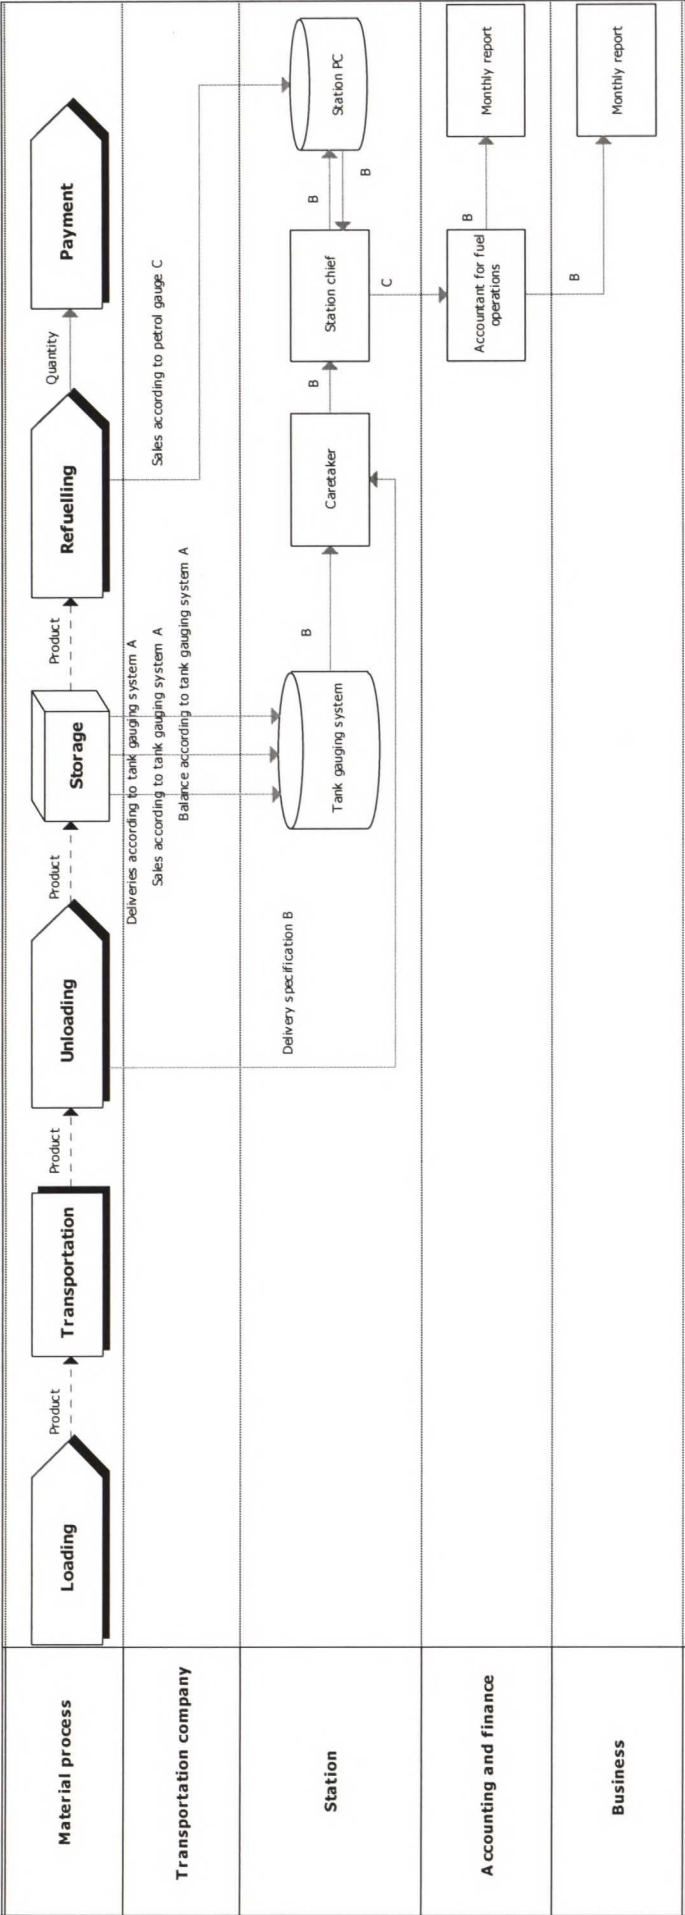 Material process
Loading
Product
Transportation
Product
Unloading
Product
Storage
Product
Refuelling
Quantity
Payment
Transportation company
Deliveries according to tank gauging system A
Sales according to tank gauging system A
Balance according to tank gauging system A
Sales according to petrol gauge C
Station
Delivery specification B
Tank gauging system
B
Caretaker
B
Station chief
B
B
Station PC
C
Accounting and finance
Accountant for fuel
operations
B
Monthly report
Business
B
Monthly report